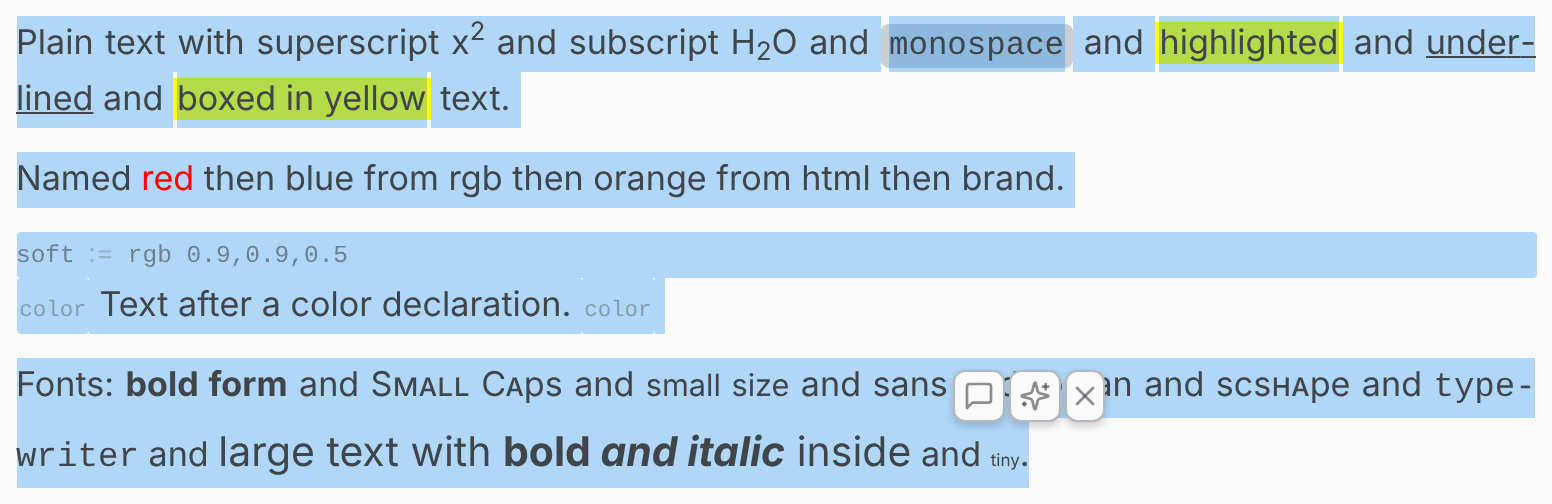 Plain text with superscript x² and subscript H₂O and monospace and highlighted and under-
lined and boxed in yellow text.
Named red then blue from rgb then orange from html then brand.
soft := rgb 0.9,0.9,0.5
color Text after a color declaration. color
Fonts: bold form and Small Caps and small size and sans and scshape and type-
writer and large text with bold and italic inside and tiny.